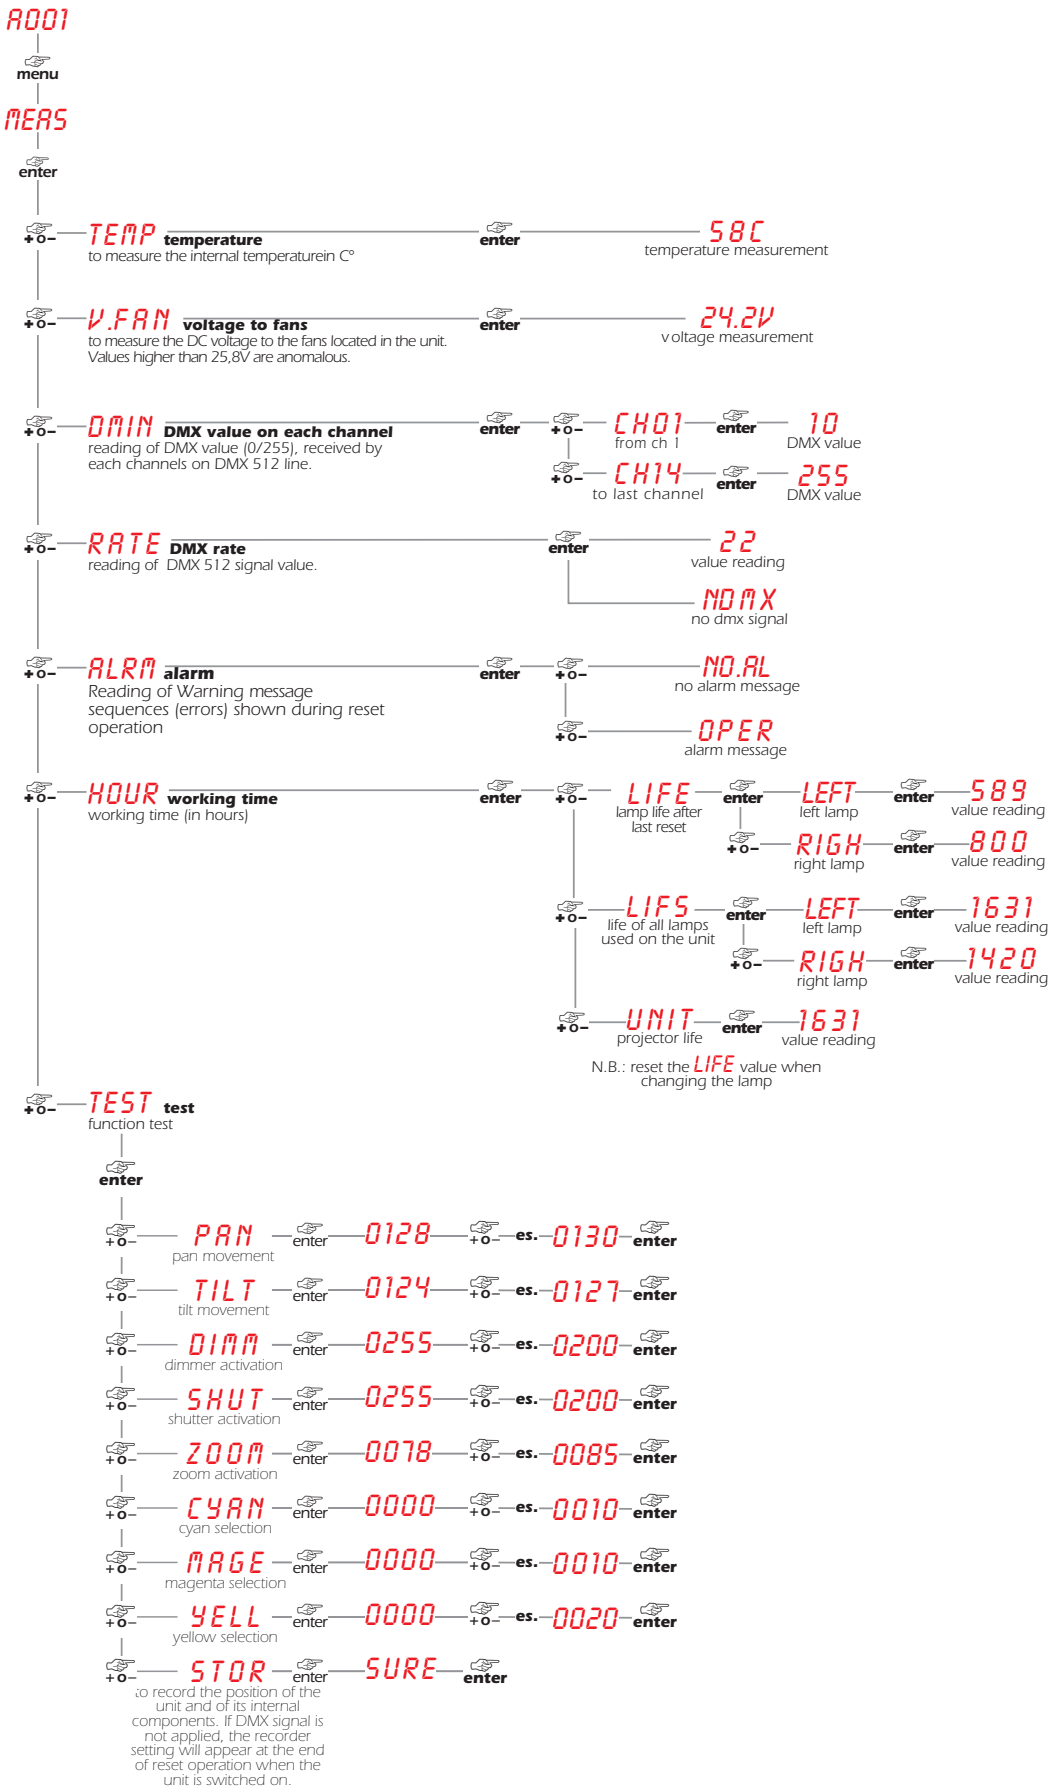 A001
menu
MEAS
enter
+ o - TEMP temperature enter 58C
to measure the internal temperaturein C° temperature measurement
+ o - V.FAN voltage to fans enter 24.2V
to measure the DC voltage to the fans located in the unit. voltage measurement
Values higher than 25,8V are anomalous.
+ o - DMIN DMX value on each channel enter + o - CH01 enter 10
reading of DMX value (0/255), received by from ch 1 DMX value
each channels on DMX 512 line.
+ o - CH14 enter 255
to last channel DMX value
+ o - RATE DMX rate enter 22
reading of DMX 512 signal value. value reading
NDMX
no dmx signal
+ o - ALRM alarm enter + o - NO.AL
Reading of Warning message no alarm message
sequences (errors) shown during reset
operation
+ o - OPER
alarm message
+ o - HOUR working time enter + o - LIFE enter LEFT enter 589
working time (in hours) lamp life after left lamp value reading
last reset
+ o - RIGH enter 800
right lamp value reading
+ o - LIFS enter LEFT enter 1631
life of all lamps left lamp value reading
used on the unit
+ o - RIGH enter 1420
right lamp value reading
+ o - UNIT enter 1631
projector life value reading
N.B.: reset the LIFE value when
changing the lamp
+ o - TEST test
function test
enter
+ o - PAN enter 0128 + o - es. 0130 enter
pan movement
+ o - TILT enter 0124 + o - es. 0127 enter
tilt movement
+ o - DIMM enter 0255 + o - es. 0200 enter
dimmer activation
+ o - SHUT enter 0255 + o - es. 0200 enter
shutter activation
+ o - ZOOM enter 0078 + o - es. 0085 enter
zoom activation
+ o - CYAN enter 0000 + o - es. 0010 enter
cyan selection
+ o - MAGE enter 0000 + o - es. 0010 enter
magenta selection
+ o - YELL enter 0000 + o - es. 0020 enter
yellow selection
+ o - STOR enter SURE enter
to record the position of the
unit and of its internal
components. If DMX signal is
not applied, the recorder
setting will appear at the end
of reset operation when the
unit is switched on.